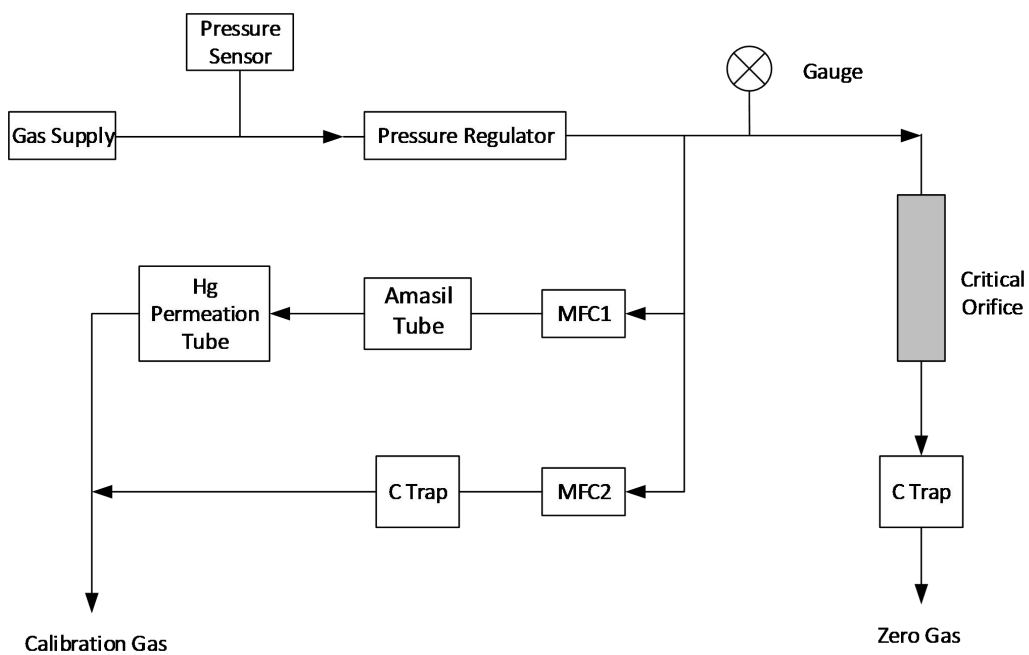 Pressure
Sensor
Gauge
Gas Supply
Pressure Regulator
Hg
Permeation
Tube
Amasil
Tube
MFC1
Critical
Orifice
C Trap
MFC2
C Trap
Calibration Gas
Zero Gas